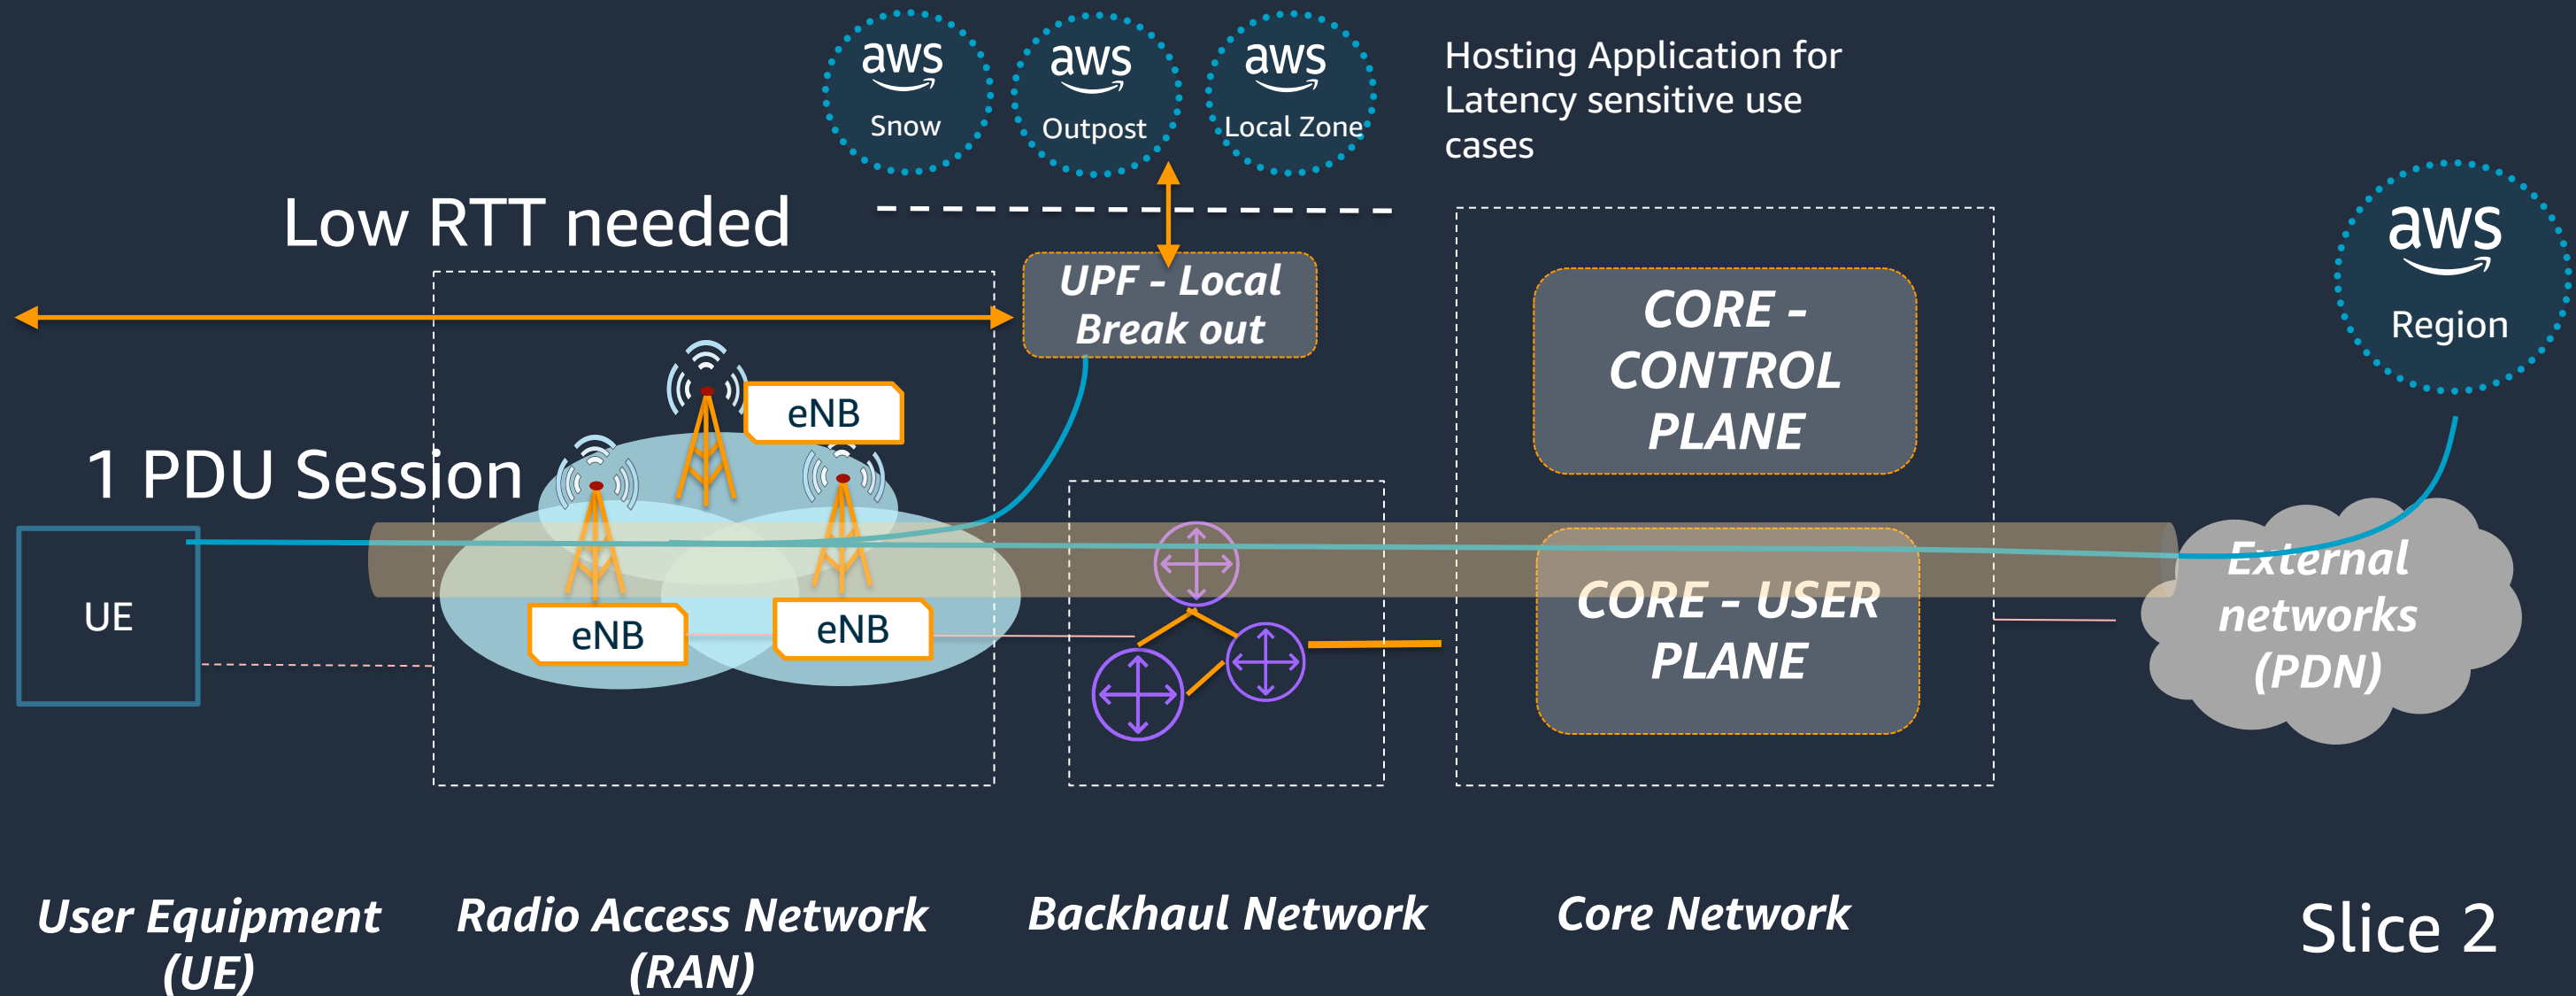 aws
Snow
aws
Outpost
aws
Local Zone
Hosting Application for
Latency sensitive use
cases
Low RTT needed
UPF - Local
Break out
CORE -
CONTROL
PLANE
aws
Region
eNB
1 PDU Session
UE
eNB
eNB
CORE - USER
PLANE
External
networks
(PDN)
User Equipment
(UE)
Radio Access Network
(RAN)
Backhaul Network
Core Network
Slice 2